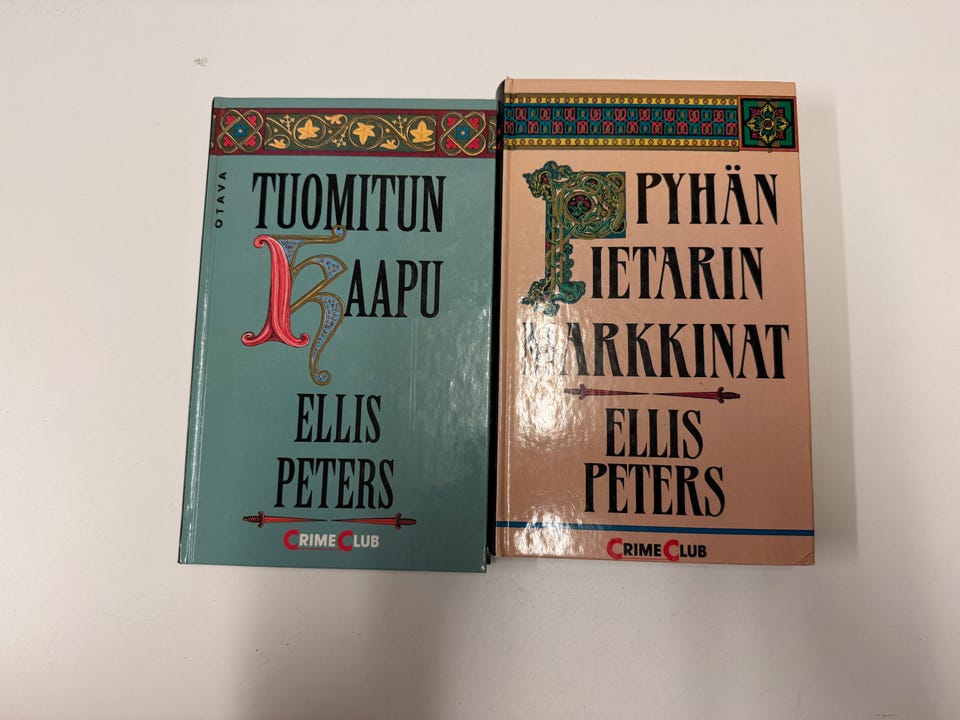 OTAVA
TUOMITUN
KAAPU
ELLIS
PETERS
CRIME CLUB
PYHÄN
PIETARIN
MARKKINAT
ELLIS
PETERS
CRIME CLUB